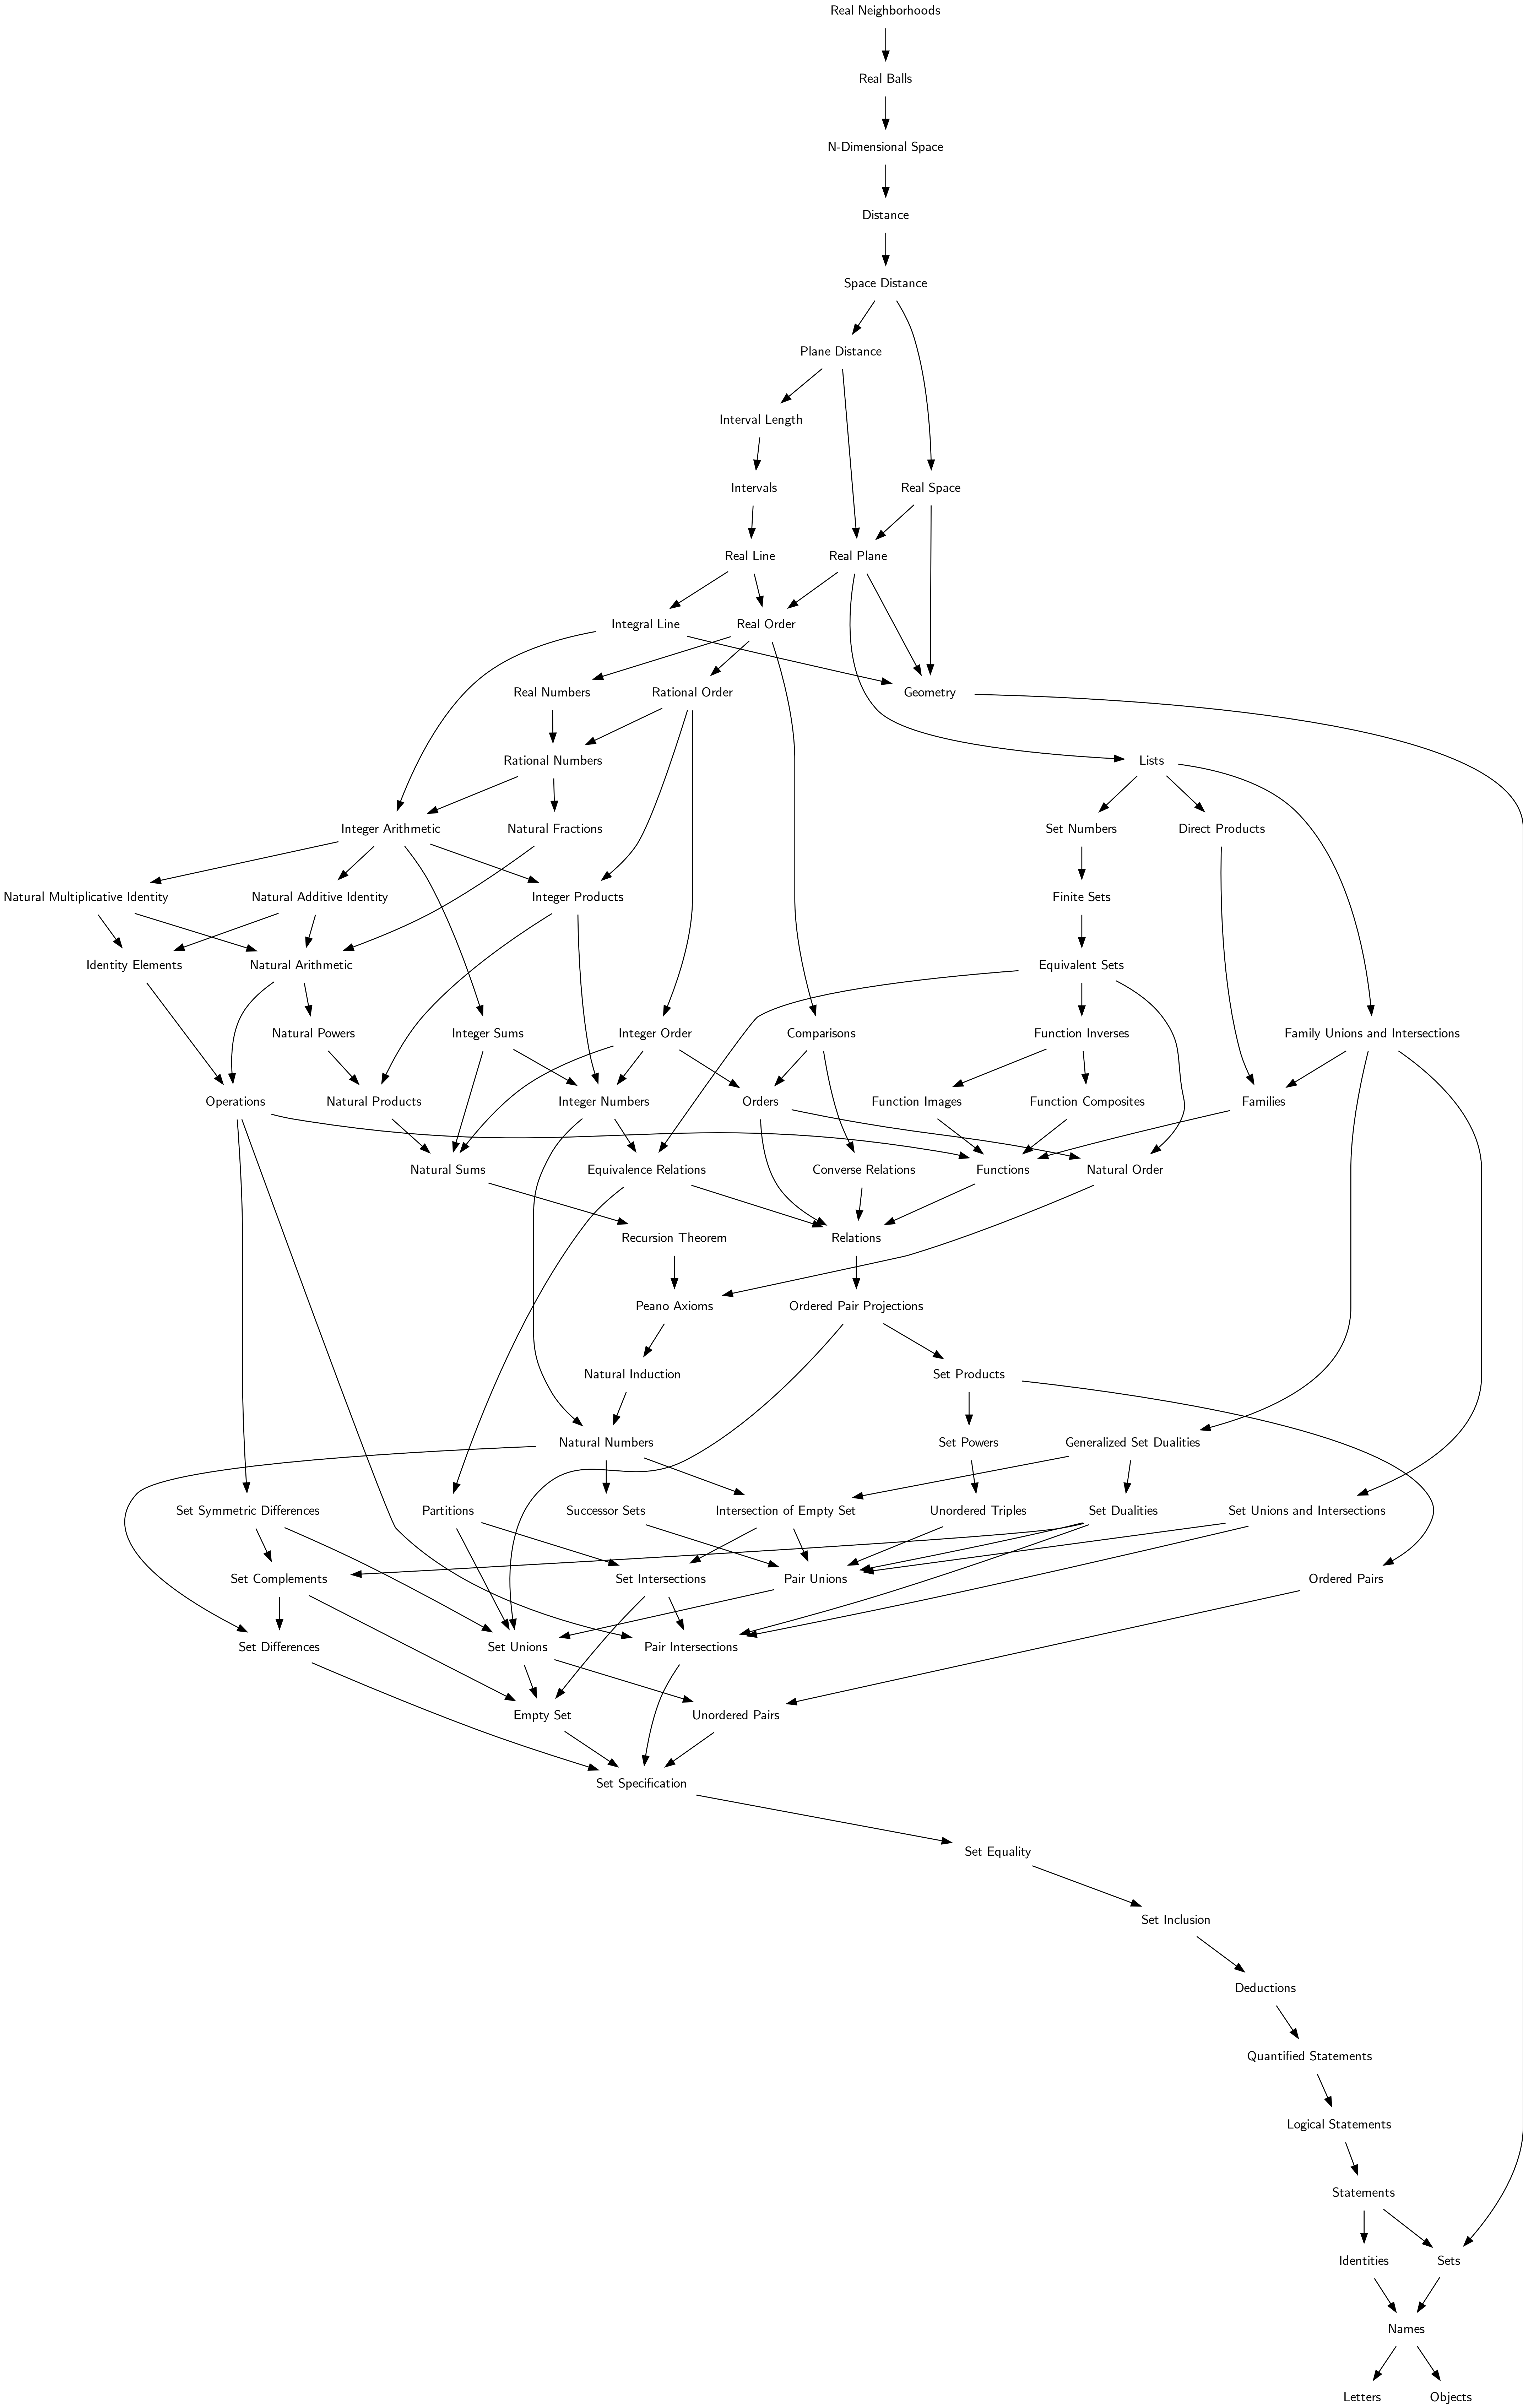 Real Neighborhoods
Real Balls
N-Dimensional Space
Distance
Space Distance
Plane Distance
Interval Length
Intervals
Real Space
Real Line
Real Plane
Integral Line
Real Order
Real Numbers
Rational Order
Geometry
Rational Numbers
Lists
Integer Arithmetic
Natural Fractions
Set Numbers
Direct Products
Natural Multiplicative Identity
Natural Additive Identity
Integer Products
Finite Sets
Identity Elements
Natural Arithmetic
Equivalent Sets
Natural Powers
Integer Sums
Integer Order
Comparisons
Function Inverses
Family Unions and Intersections
Operations
Natural Products
Integer Numbers
Orders
Function Images
Function Composites
Families
Natural Sums
Equivalence Relations
Converse Relations
Functions
Natural Order
Recursion Theorem
Relations
Peano Axioms
Ordered Pair Projections
Natural Induction
Set Products
Natural Numbers
Set Powers
Generalized Set Dualities
Set Symmetric Differences
Partitions
Successor Sets
Intersection of Empty Set
Unordered Triples
Set Dualities
Set Unions and Intersections
Set Complements
Set Intersections
Pair Unions
Ordered Pairs
Set Differences
Set Unions
Pair Intersections
Empty Set
Unordered Pairs
Set Specification
Set Equality
Set Inclusion
Deductions
Quantified Statements
Logical Statements
Statements
Identities
Sets
Names
Letters
Objects